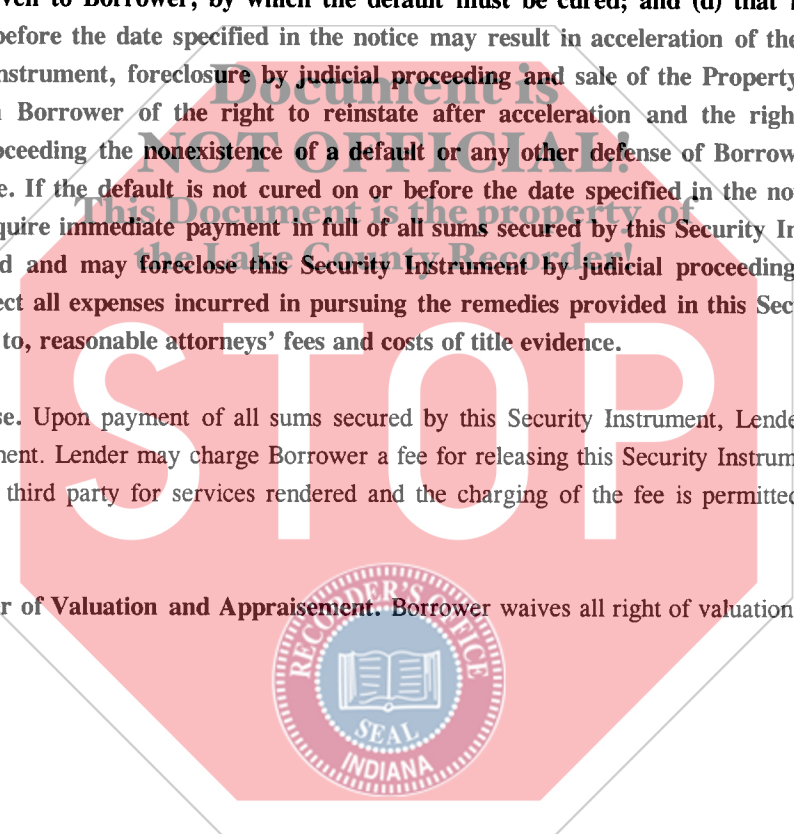 ven to Borrower, by which the default must be cured; and (d) that
before the date specified in the notice may result in acceleration of the
nstrument, foreclosure by judicial proceeding and sale of the Property
Borrower of the right to reinstate after acceleration and the righ
oceeding the nonexistence of a default or any other defense of Borrow
e. If the default is not cured on or before the date specified in the no
quire immediate payment in full of all sums secured by this Security In
d and may foreclose this Security Instrument by judicial proceeding
ect all expenses incurred in pursuing the remedies provided in this Sec
to, reasonable attorneys' fees and costs of title evidence.
se. Upon payment of all sums secured by this Security Instrument, Lende
nent. Lender may charge Borrower a fee for releasing this Security Instrum
third party for services rendered and the charging of the fee is permitted
r of Valuation and Appraisement. Borrower waives all right of valuation
Document is
NOT OFFICIAL!
This Document is the property of
the Lake County Recorder!
STOP
RECORDER'S OFFICE
SEAL
INDIANA